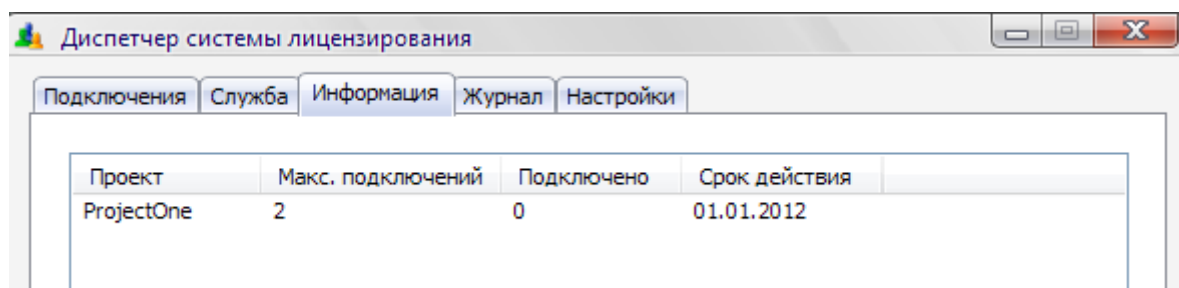 Диспетчер системы лицензирования
Подключения Служба Информация Журнал Настройки
Проект Макс. подключений Подключено Срок действия
ProjectOne 2 0 01.01.2012